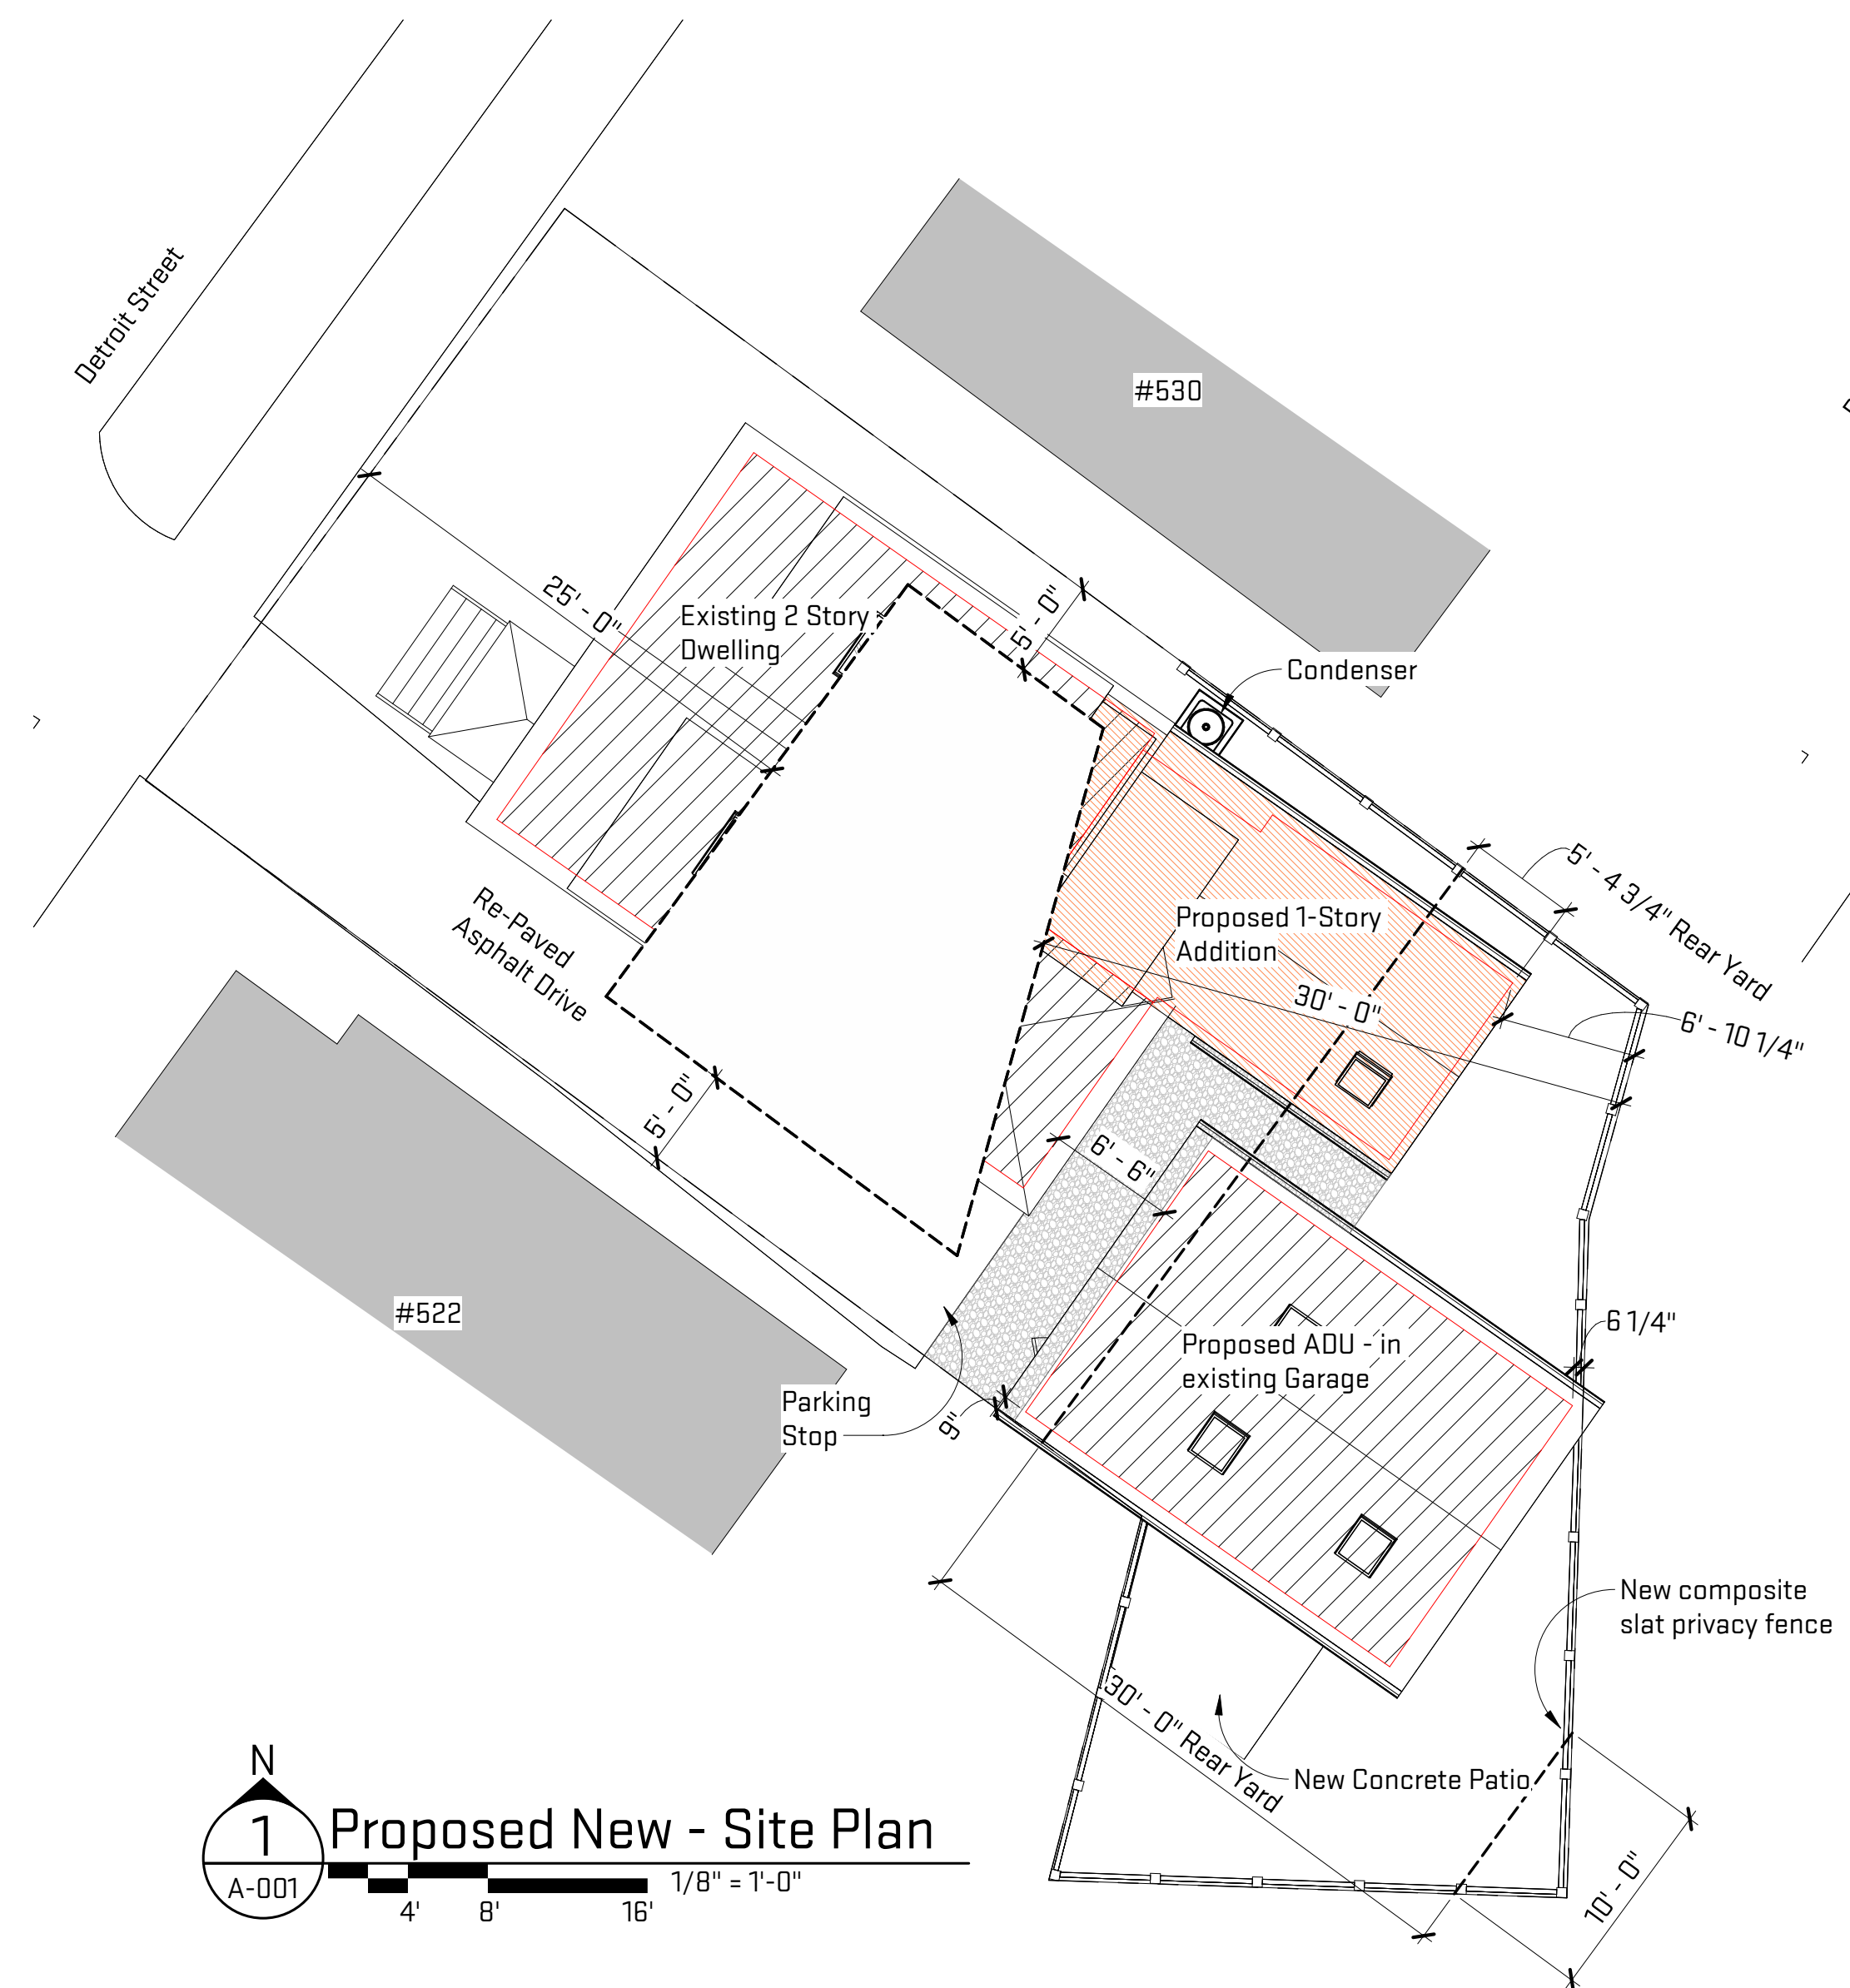 Detroit Street
#530
25' - 0"
Existing 2 Story
Dwelling
5' - 0"
Condenser
5' - 4 3/4" Rear Yard
Proposed 1-Story
Addition
30' - 0"
6' - 10 1/4"
Re-Paved
Asphalt Drive
5' - 0"
6' - 6"
#522
6 1/4"
Proposed ADU - in
existing Garage
Parking
Stop
9"
New composite
slat privacy fence
30' - 0" Rear Yard
New Concrete Patio
10' - 0"
N
1
A-001
Proposed New - Site Plan
1/8" = 1'-0"
4' 8' 16'